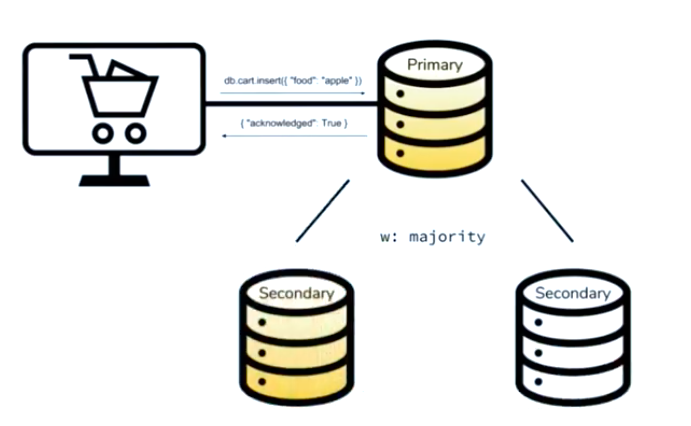 Primary
db.cart.insert({ "food": "apple" })
{ "acknowledged": True }
w: majority
Secondary
Secondary